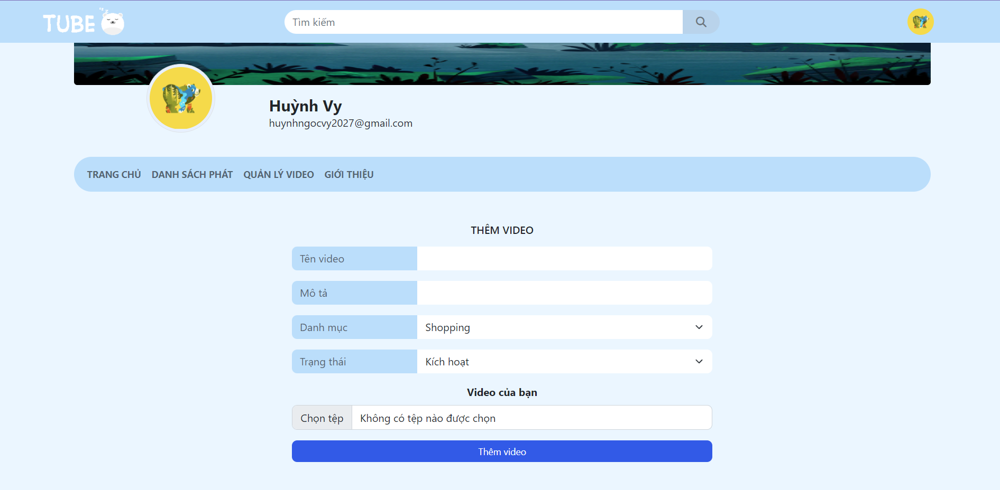 TUBE
Tìm kiếm
Huỳnh Vy
huynhngocvy2027@gmail.com
TRANG CHỦ DANH SÁCH PHÁT QUẢN LÝ VIDEO GIỚI THIỆU
THÊM VIDEO
Tên video
Mô tả
Danh mục Shopping
Trạng thái Kích hoạt
Video của bạn
Chọn tệp Không có tệp nào được chọn
Thêm video